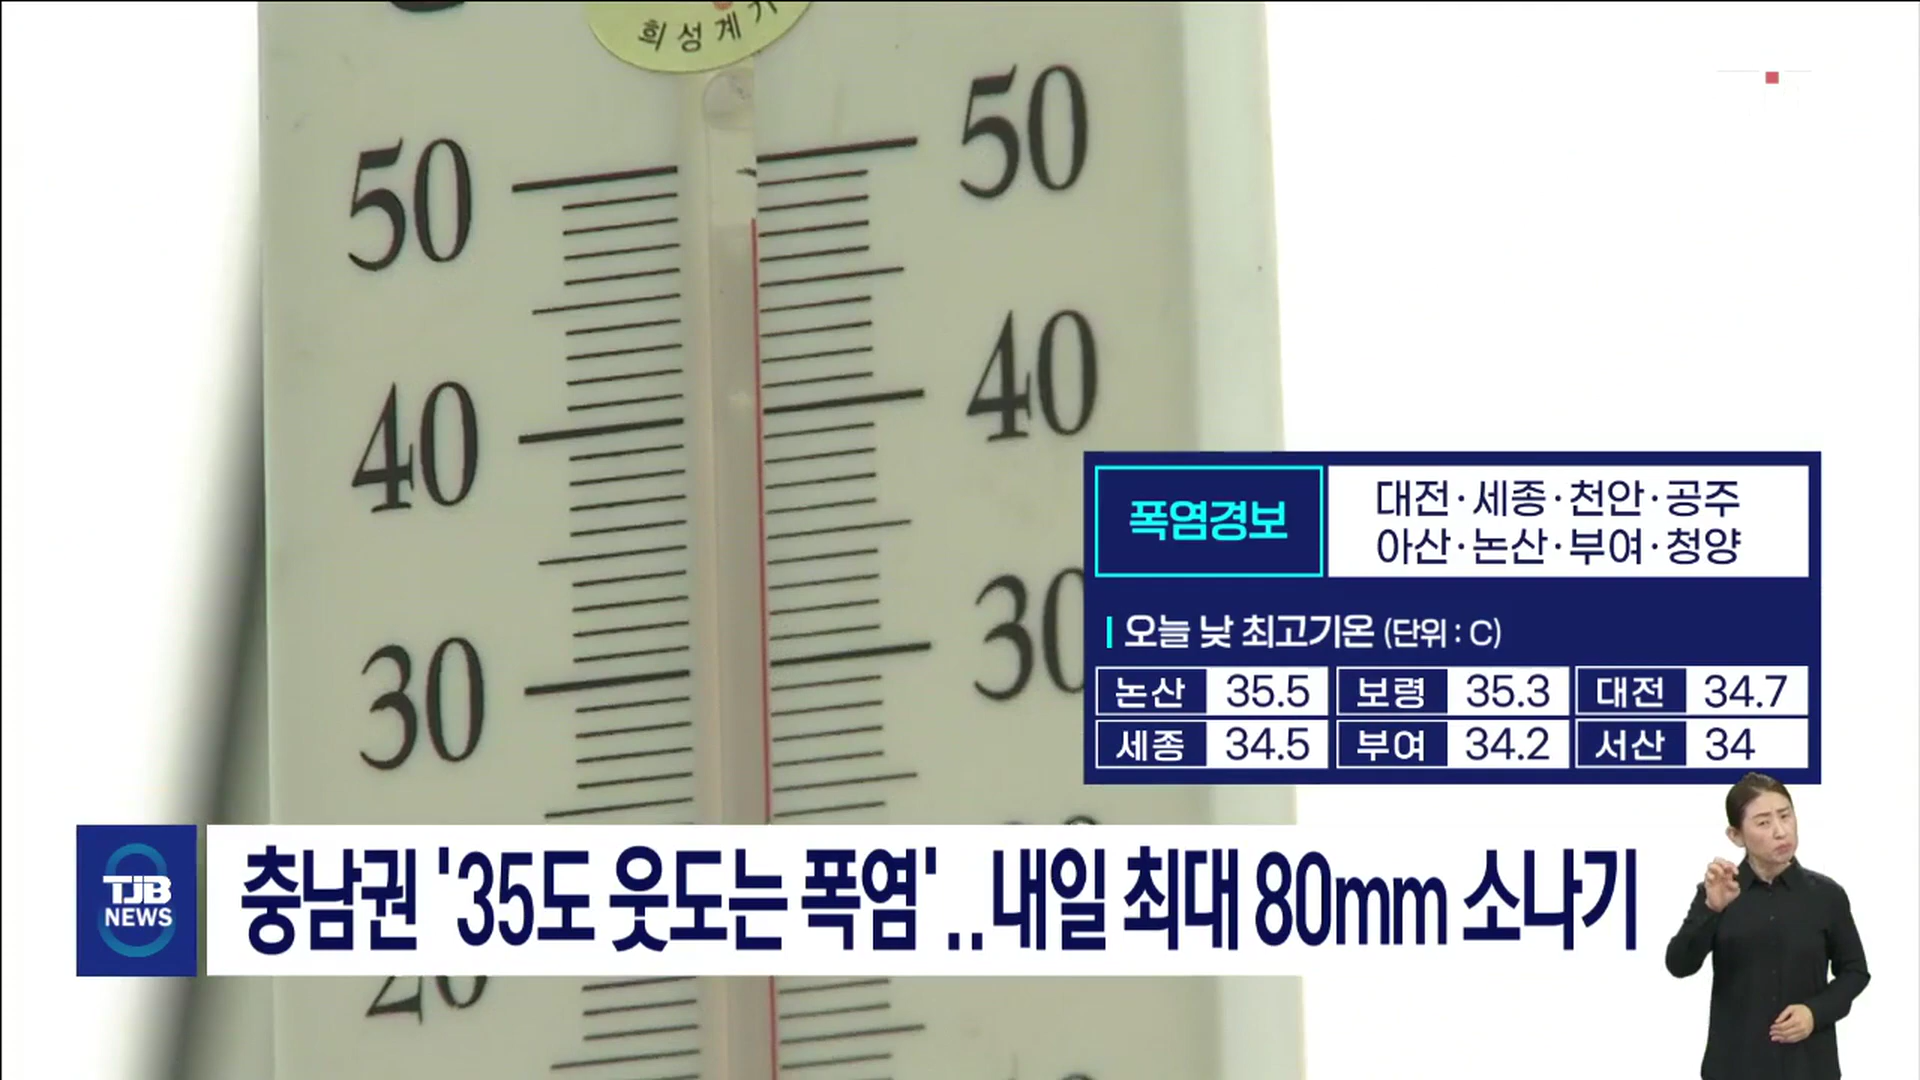 희성계기
50
50
40
40
30
30
20
폭염경보
대전·세종·천안·공주
아산·논산·부여·청양
오늘 낮 최고기온 (단위 : C)
논산 35.5 보령 35.3 대전 34.7
세종 34.5 부여 34.2 서산 34
TJB
NEWS
8
충남권 '35도 웃도는 폭염'..내일 최대 80mm 소나기